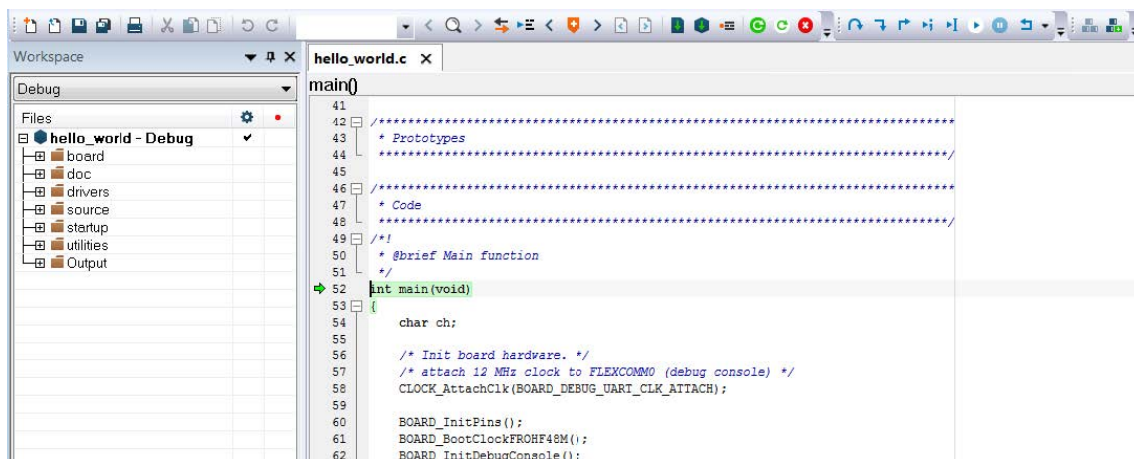 Workspace
Debug
Files
hello_world - Debug
board
doc
drivers
source
startup
utilities
Output
hello_world.c X
main()
41
42 /*******************************************************************************
43 * Prototypes
44 ******************************************************************************/
45
46 /*******************************************************************************
47 * Code
48 ******************************************************************************/
49 /*!
50 * @brief Main function
51 */
52 int main(void)
53 {
54 char ch;
55
56 /* Init board hardware. */
57 /* attach 12 MHz clock to FLEXCOMM0 (debug console) */
58 CLOCK_AttachClk(BOARD_DEBUG_UART_CLK_ATTACH);
59
60 BOARD_InitPins();
61 BOARD_BootClockFROHF48M();
62 BOARD_InitDebugConsole();